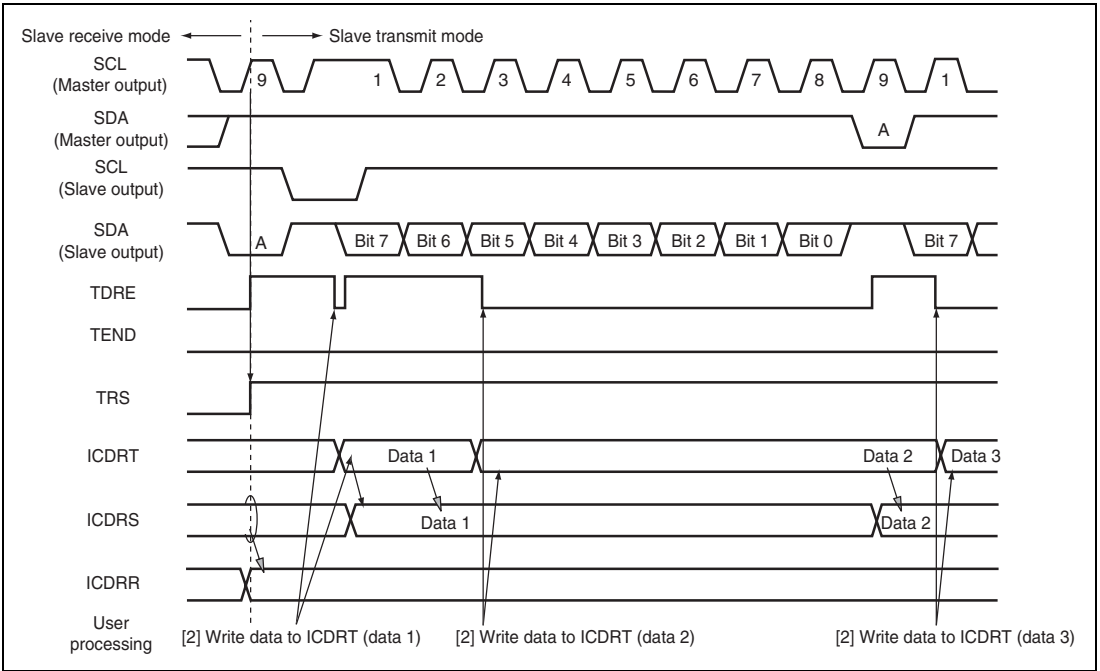 Slave receive mode Slave transmit mode
SCL
(Master output) 9 1 2 3 4 5 6 7 8 9 1
SDA
(Master output) A
SCL
(Slave output)
SDA
(Slave output) A Bit 7 Bit 6 Bit 5 Bit 4 Bit 3 Bit 2 Bit 1 Bit 0 Bit 7
TDRE
TEND
TRS
ICDRT Data 1 Data 2 Data 3
ICDRS Data 1 Data 2
ICDRR
User
processing [2] Write data to ICDRT (data 1) [2] Write data to ICDRT (data 2) [2] Write data to ICDRT (data 3)